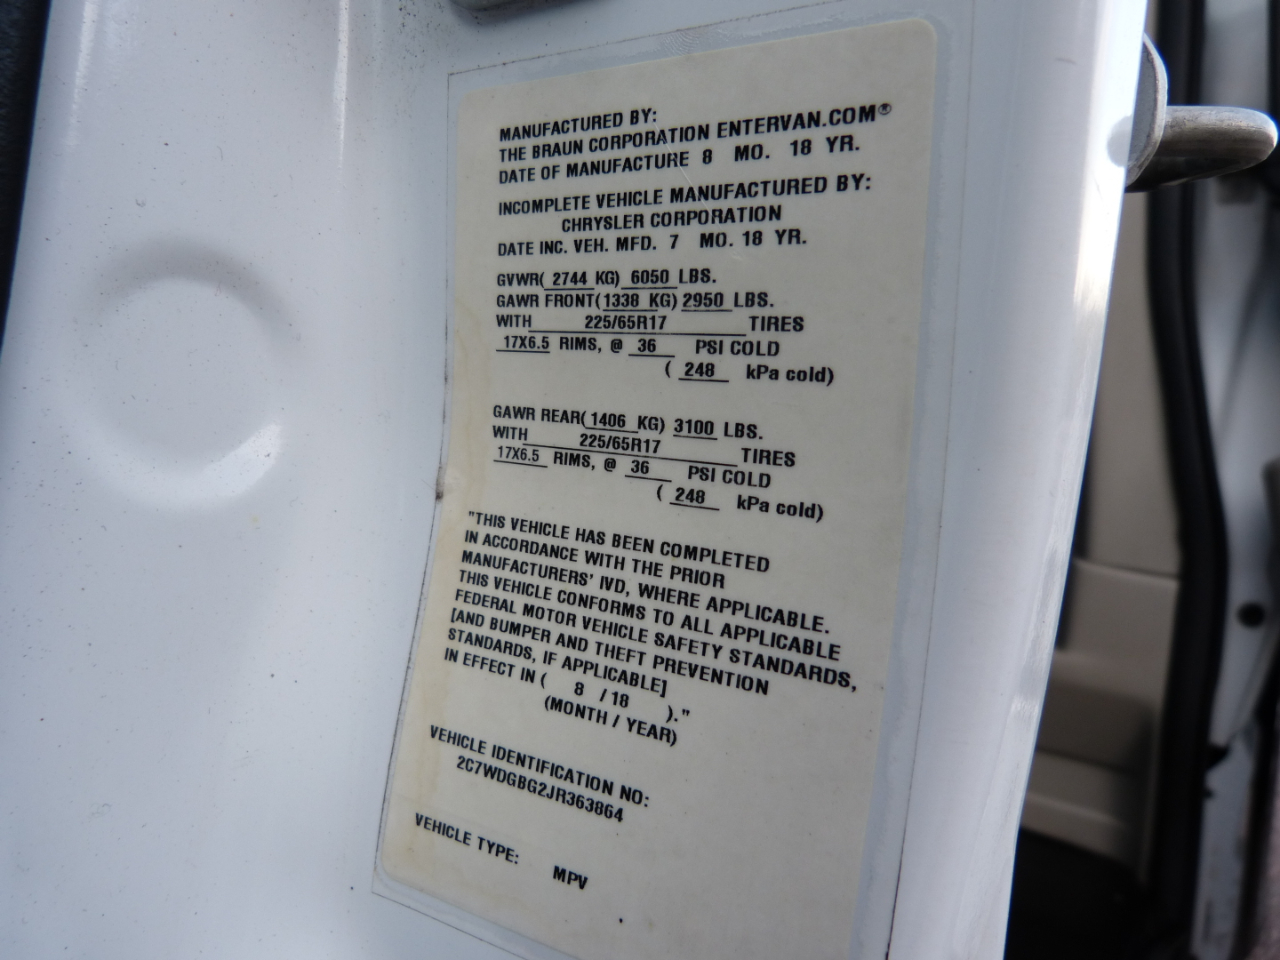 MANUFACTURED BY:
THE BRAUN CORPORATION ENTERVAN.COM®
DATE OF MANUFACTURE 8 MO. 18 YR.
INCOMPLETE VEHICLE MANUFACTURED BY:
CHRYSLER CORPORATION
DATE INC. VEH. MFD. 7 MO. 18 YR.
GVWR( 2744 KG) 6050 LBS.
GAWR FRONT(1338 KG) 2950 LBS.
WITH 225/65R17 TIRES
17X6.5 RIMS, @ 36 PSI COLD
( 248 kPa cold)
GAWR REAR(1406 KG) 3100 LBS.
WITH 225/65R17 TIRES
17X6.5 RIMS, @ 36 PSI COLD
( 248 kPa cold)
"THIS VEHICLE HAS BEEN COMPLETED
IN ACCORDANCE WITH THE PRIOR
MANUFACTURERS' IVD, WHERE APPLICABLE.
THIS VEHICLE CONFORMS TO ALL APPLICABLE
FEDERAL MOTOR VEHICLE SAFETY STANDARDS,
[AND BUMPER AND THEFT PREVENTION
STANDARDS, IF APPLICABLE]
IN EFFECT IN ( 8 / 18 )."
(MONTH / YEAR)
VEHICLE IDENTIFICATION NO:
2C7WDGBG2JR363864
VEHICLE TYPE: MPV